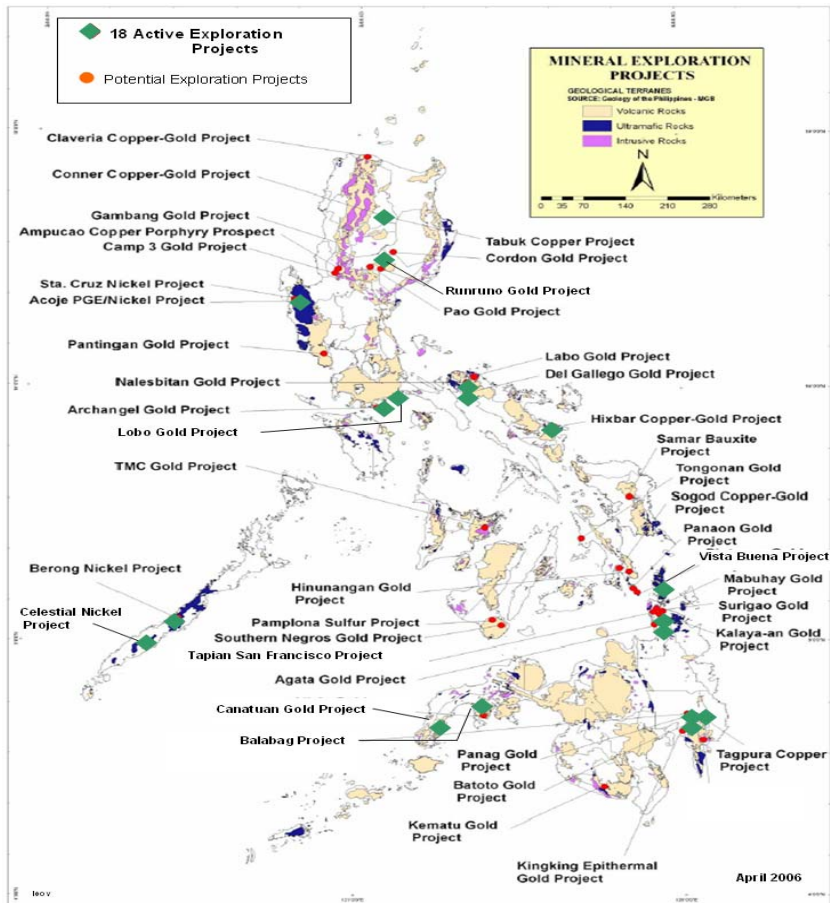 18 Active Exploration
Projects
Potential Exploration Projects
MINERAL EXPLORATION
PROJECTS
GEOLOGICAL TERRANES
SOURCE: Geology of the Philippines - MGB
Volcanic Rocks
Ultramafic Rocks
Intrusive Rocks
N
0 35 70 140 210 280
Kilometers
Claveria Copper-Gold Project
Conner Copper-Gold Project
Gambang Gold Project
Ampucao Copper Porphyry Prospect
Camp 3 Gold Project
Tabuk Copper Project
Cordon Gold Project
Sta. Cruz Nickel Project
Acoje PGE/Nickel Project
Runruno Gold Project
Pao Gold Project
Pantingan Gold Project
Labo Gold Project
Nalesbitan Gold Project
Del Gallego Gold Project
Archangel Gold Project
Hixbar Copper-Gold Project
Lobo Gold Project
Samar Bauxite
Project
TMC Gold Project
Tongonan Gold
Project
Sogod Copper-Gold
Project
Panaon Gold
Project
Vista Buena Project
Berong Nickel Project
Hinunangan Gold
Project
Mabuhay Gold
Project
Celestial Nickel
Project
Surigao Gold
Project
Pamplona Sulfur Project
Southern Negros Gold Project
Kalaya-an Gold
Project
Tapian San Francisco Project
Agata Gold Project
Canatuan Gold Project
Balabag Project
Panag Gold
Project
Tagpura Copper
Project
Batoto Gold
Project
Kematu Gold
Project
Kingking Epithermal
Gold Project
April 2006
leo v